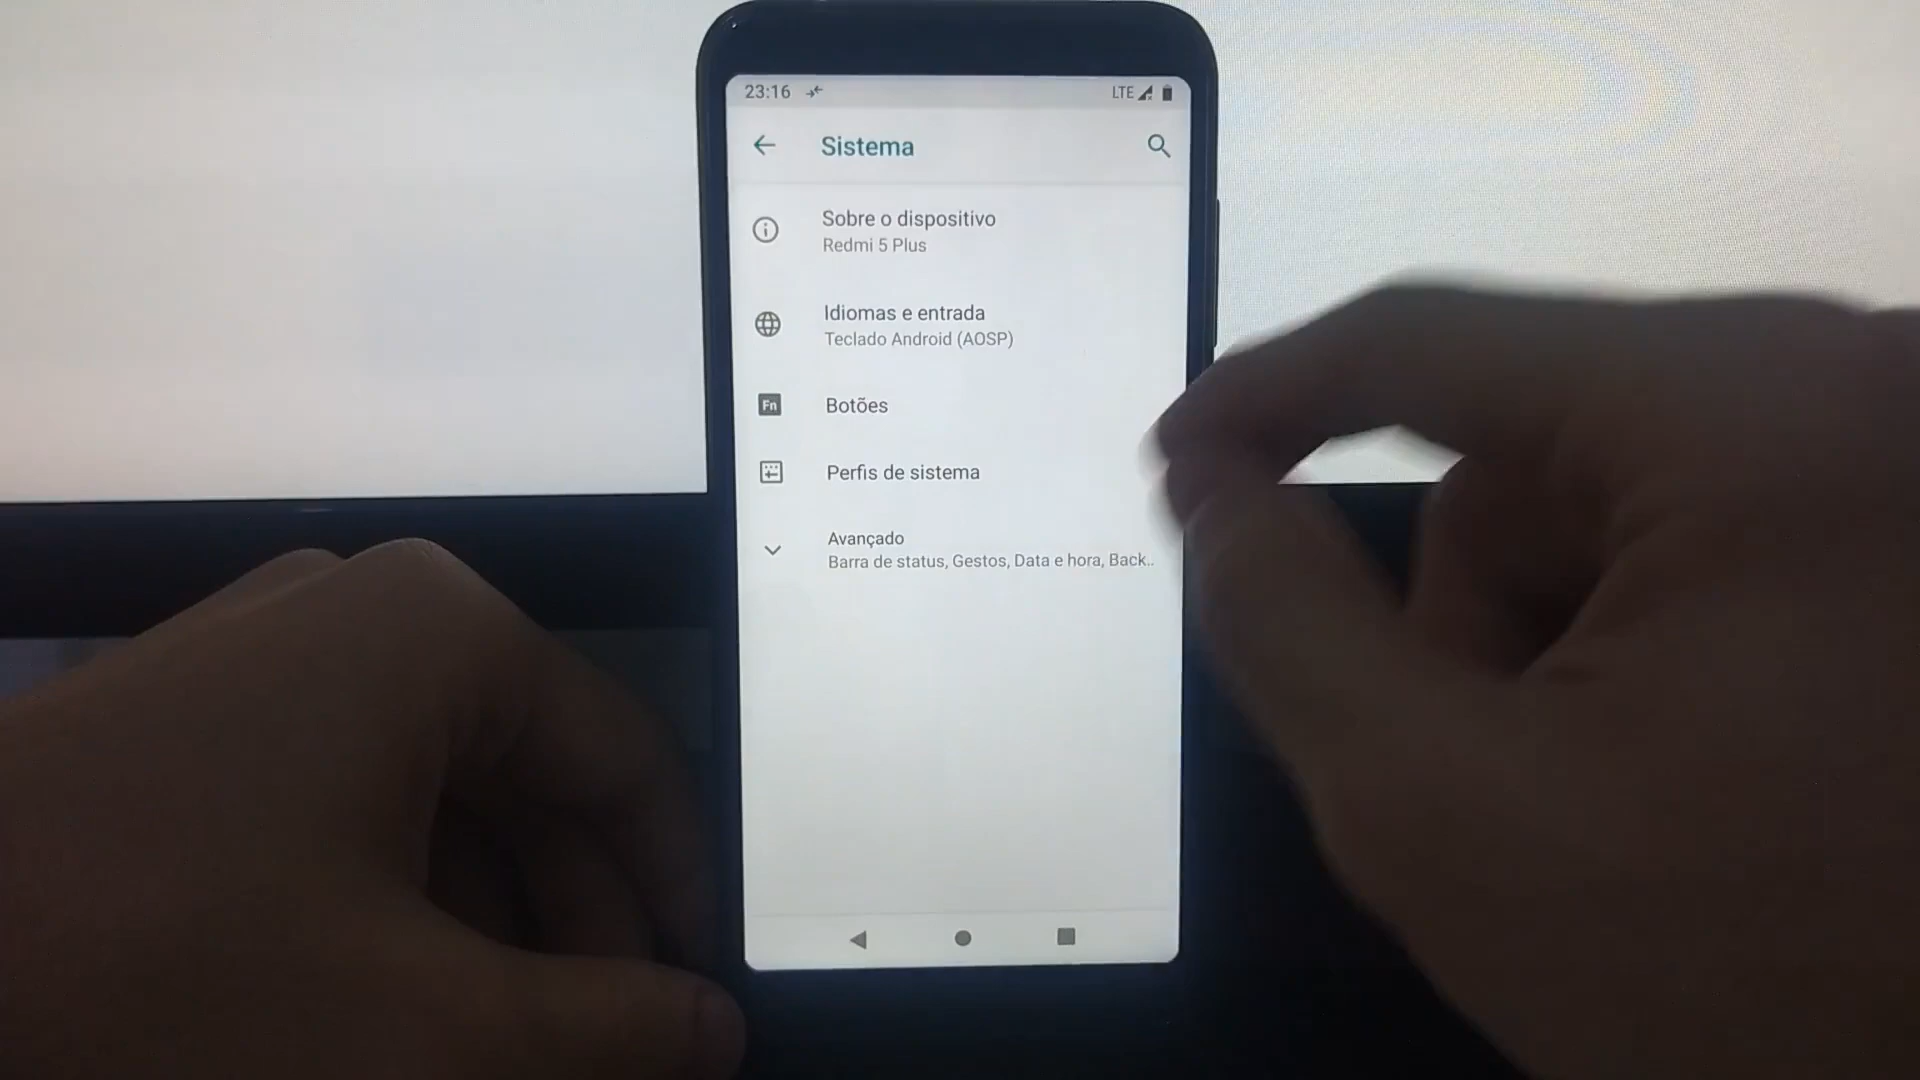 23:16
LTE
Sistema
Sobre o dispositivo
Redmi 5 Plus
Idiomas e entrada
Teclado Android (AOSP)
Fn
Botões
Perfis de sistema
Avançado
Barra de status, Gestos, Data e hora, Back..